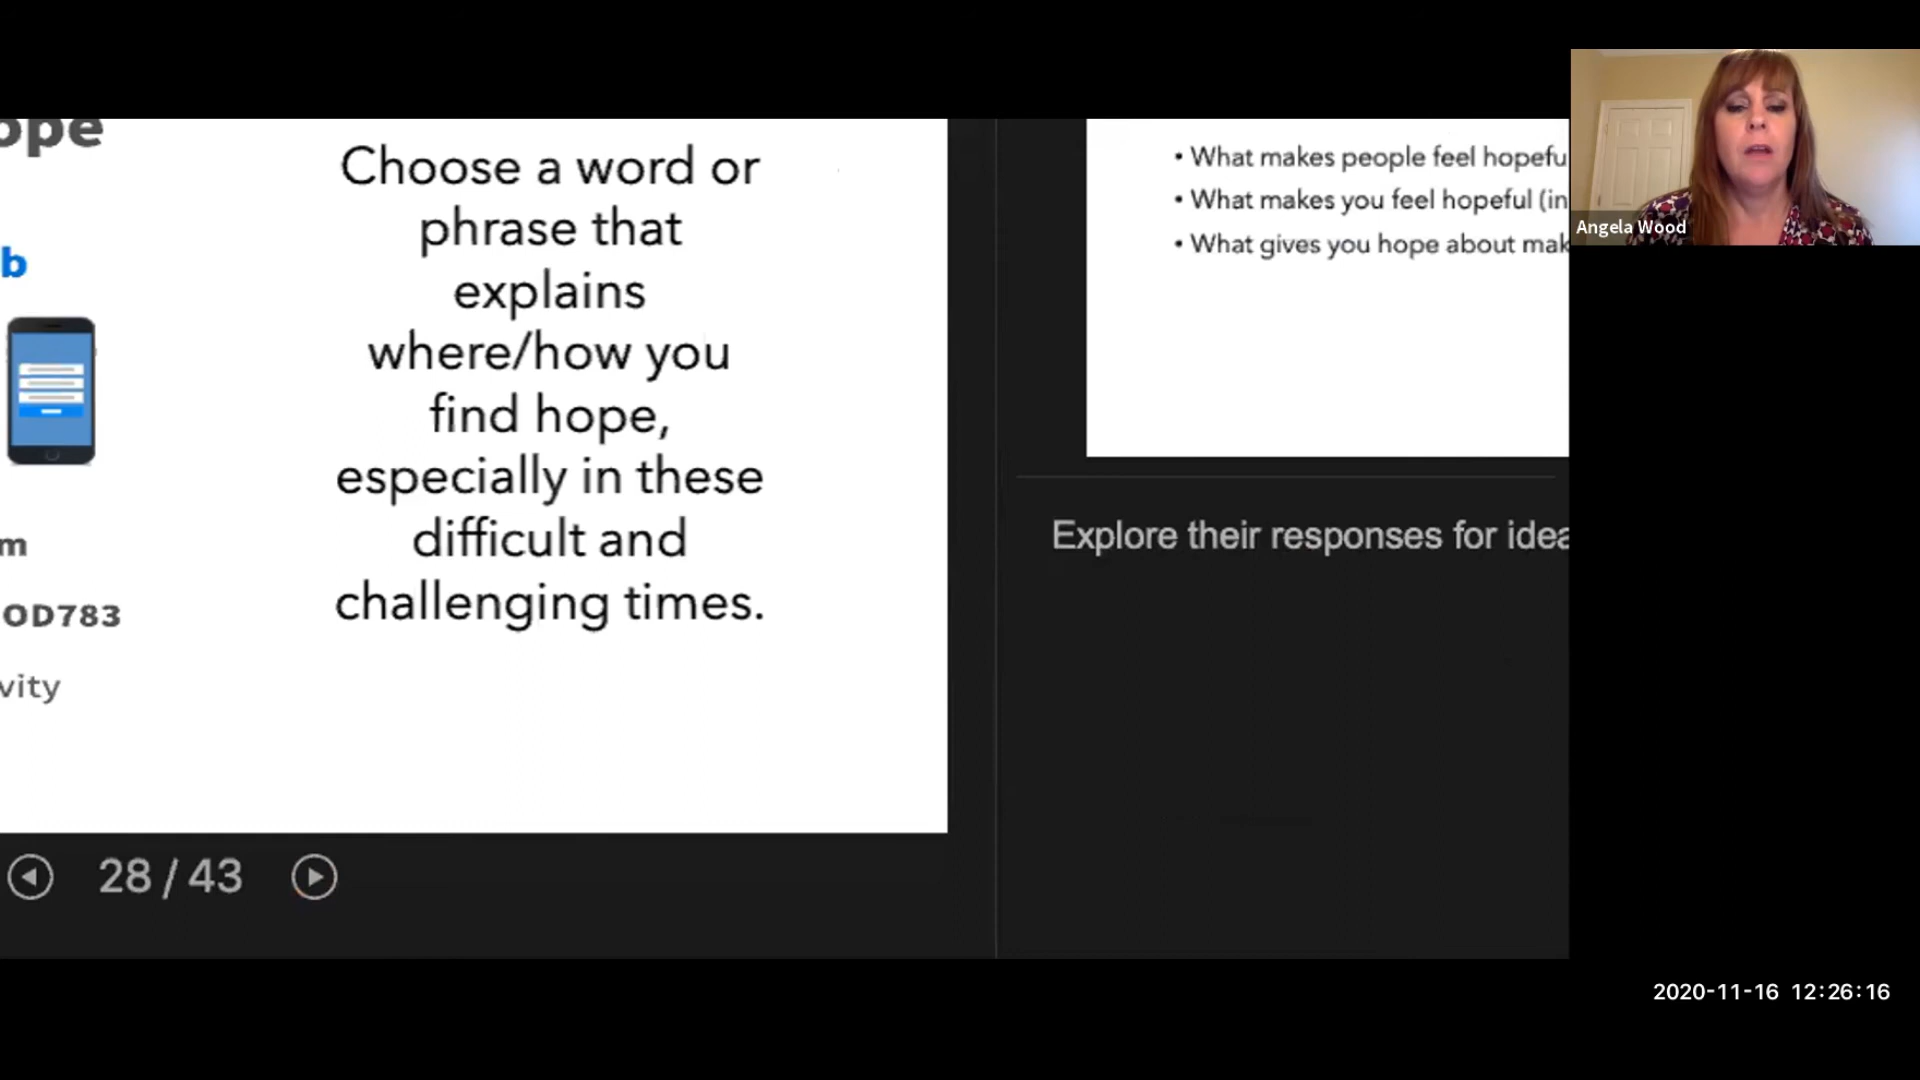 ope
b
m
OD783
vity
Choose a word or
phrase that
explains
where/how you
find hope,
especially in these
difficult and
challenging times.
28 / 43
• What makes people feel hopefu
• What makes you feel hopeful (in
• What gives you hope about mak
Explore their responses for idea
Angela Wood
2020-11-16 12:26:16